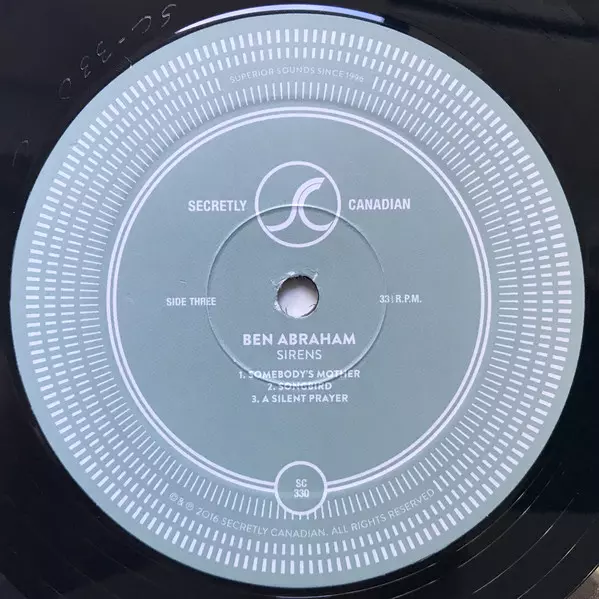 SC-330
SUPERIOR SOUNDS SINCE 1996
SECRETLY SC CANADIAN
SIDE THREE
33⅓ R.P.M.
BEN ABRAHAM
SIRENS
1. SOMEBODY'S MOTHER
2. SONGBIRD
3. A SILENT PRAYER
SC
330
© & ℗ 2016 SECRETLY CANADIAN. ALL RIGHTS RESERVED.